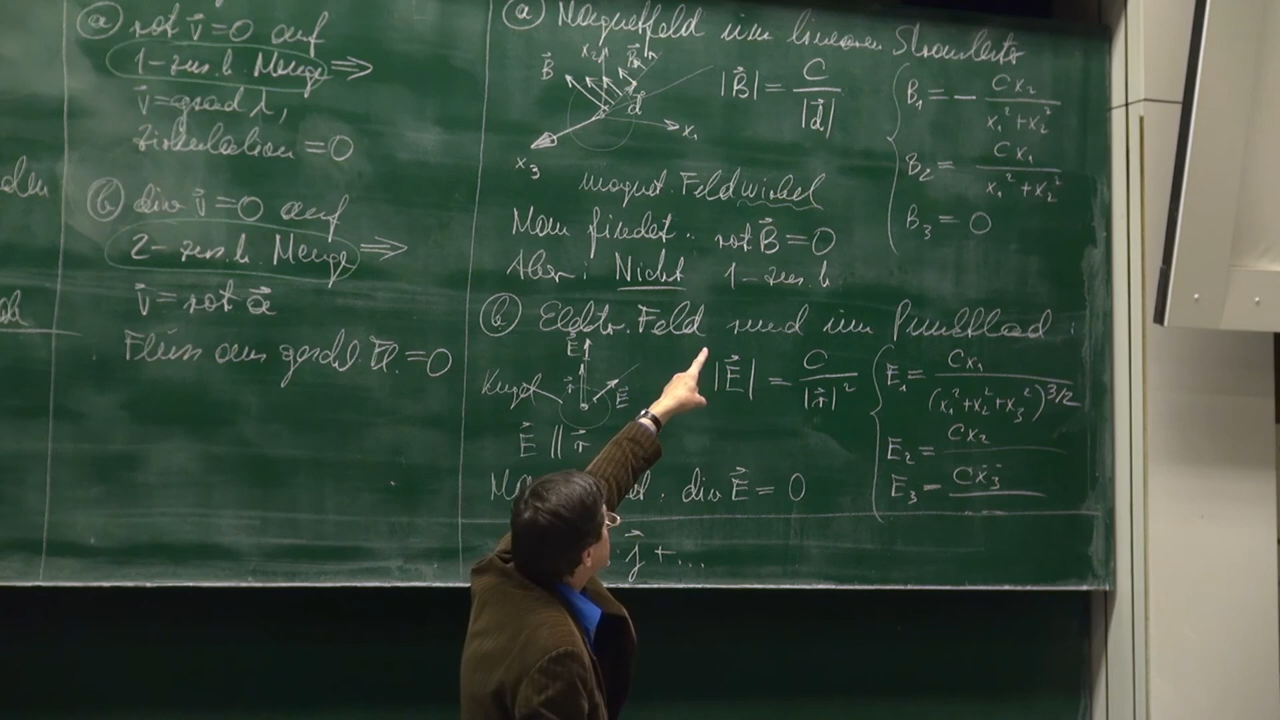 den
(a) rot v⃗=0 auf
1-zus.h. Menge ⇒
v⃗=grad λ,
Zirkulation =0
(b) div v⃗=0 auf
2-zus.h. Menge ⇒
v⃗=rot a⃗
Fluss aus geschl. Fl.=0
(a) Magnetfeld um linearen Stromleiter
B⃗ x₂ B⃗
d⃗
x₁
x₃
|B⃗| = C / |d⃗|
B₁ = - Cx₂ / x₁²+x₂²
B₂ = Cx₁ / x₁²+x₂²
B₃ = 0
magnet. Feldwirbel
Man findet: rot B⃗ = 0
Aber: Nicht 1-zus.h
(b) Elektr. Feld rund um Punktlad:
E⃗
Kugel r⃗ E⃗
E⃗ || r⃗
|E⃗| = C / |r⃗|²
E₁ = Cx₁ / (x₁²+x₂²+x₃²)^3/2
E₂ = Cx₂
E₃ = Cx₃
div E⃗ = 0
j⃗ + ...